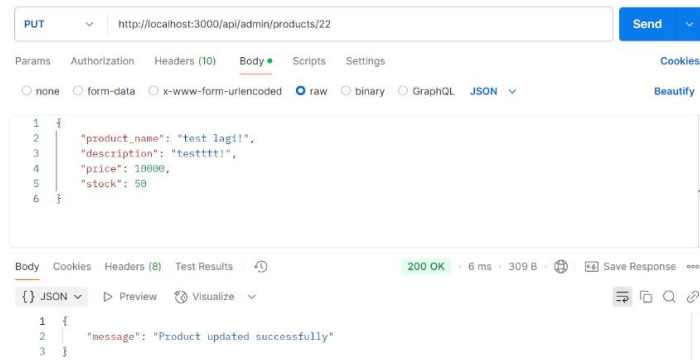 PUT http://localhost:3000/api/admin/products/22 Send
Params Authorization Headers (10) Body Scripts Settings Cookies
none form-data x-www-form-urlencoded raw binary GraphQL JSON Beautify
1 {
2 "product_name": "test lagi!",
3 "description": "testttt!",
4 "price": 10000,
5 "stock": 50
6 }
Body Cookies Headers (8) Test Results 200 OK • 6 ms • 309 B • Save Response
{} JSON Preview Visualize
1 {
2 "message": "Product updated successfully"
3 }